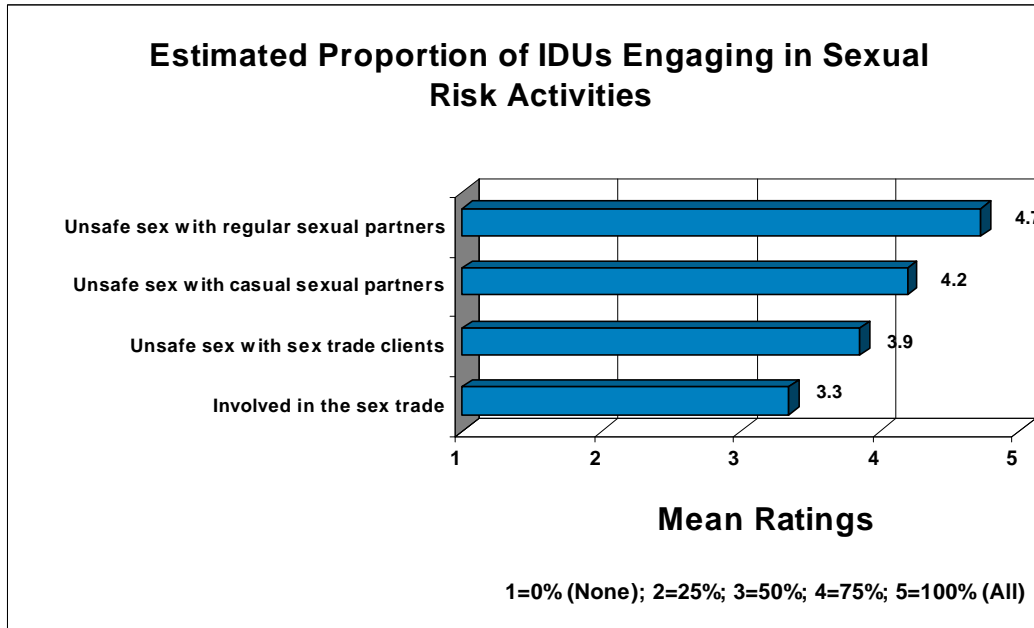 Estimated Proportion of IDUs Engaging in Sexual
Risk Activities
Unsafe sex with regular sexual partners
4.7
Unsafe sex with casual sexual partners
4.2
Unsafe sex with sex trade clients
3.9
Involved in the sex trade
3.3
1 2 3 4 5
Mean Ratings
1=0% (None); 2=25%; 3=50%; 4=75%; 5=100% (All)